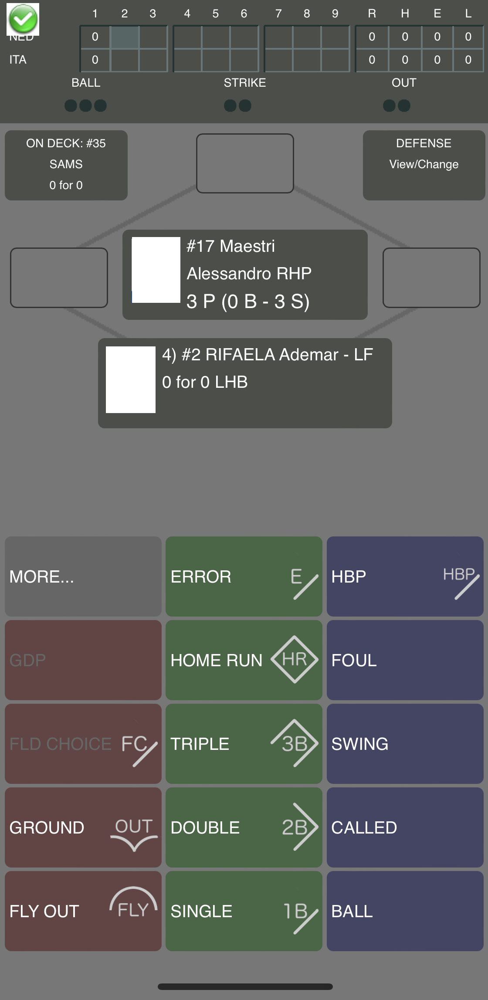 1 2 3 4 5 6 7 8 9 R H E L
NED 0 0 0 0 0
ITA 0 0 0 0 0
BALL STRIKE OUT
ON DECK: #35
SAMS
0 for 0
DEFENSE
View/Change
#17 Maestri
Alessandro RHP
3 P (0 B - 3 S)
4) #2 RIFAELA Ademar - LF
0 for 0 LHB
MORE... ERROR E HBP HBP
GDP HOME RUN HR FOUL
FLD CHOICE FC TRIPLE 3B SWING
GROUND OUT DOUBLE 2B CALLED
FLY OUT FLY SINGLE 1B BALL